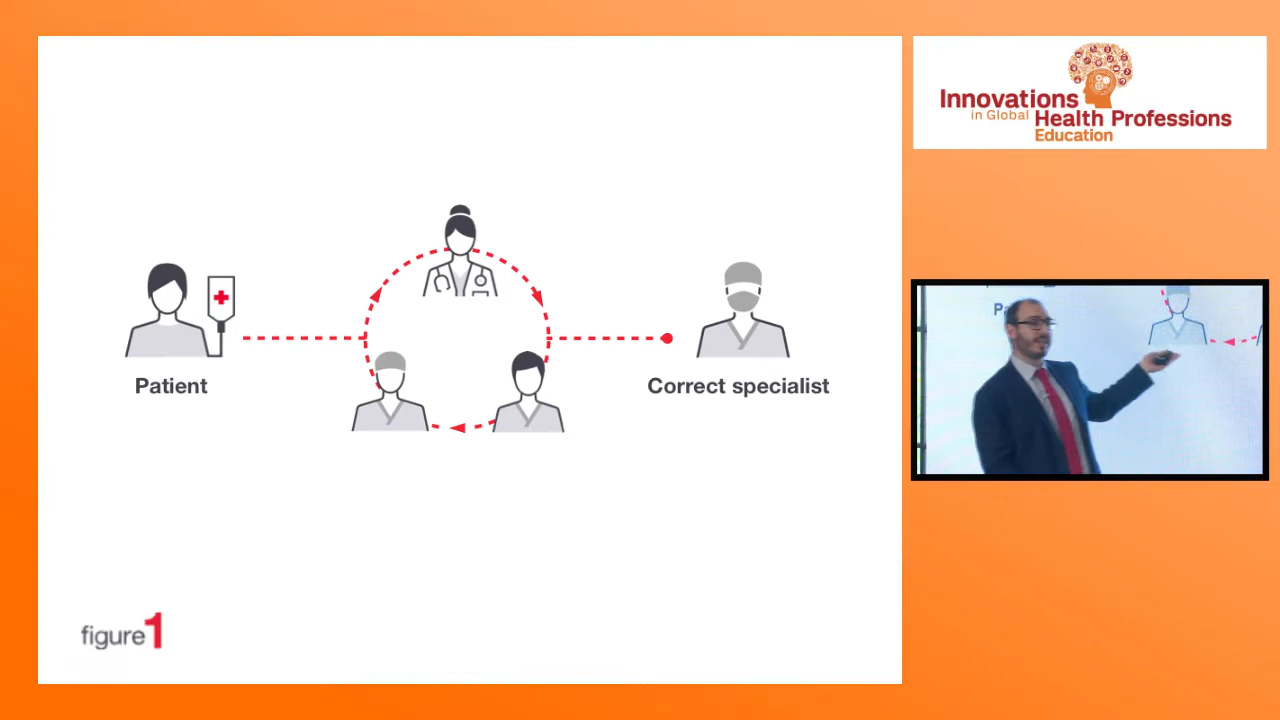 Patient
Correct specialist
figure1
Innovations
in Global Health Professions
Education